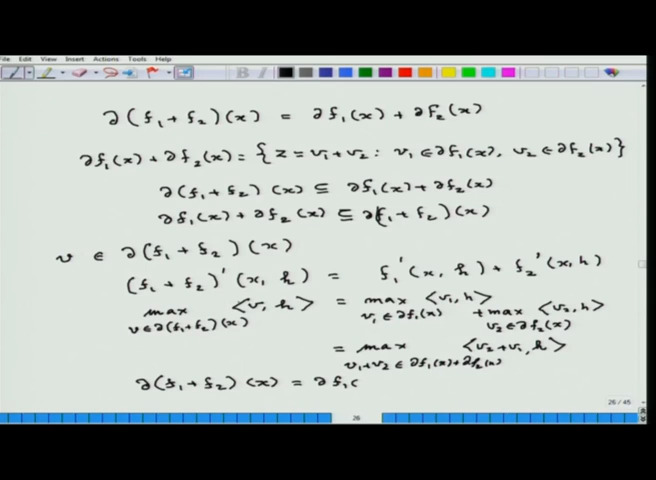 File Edit View Insert Actions Tools Help
∂(f₁ + f₂)(x) = ∂f₁(x) + ∂f₂(x)
∂f₁(x) + ∂f₂(x) = {z = v₁ + v₂ : v₁ ∈ ∂f₁(x), v₂ ∈ ∂f₂(x)}
∂(f₁ + f₂)(x) ⊆ ∂f₁(x) + ∂f₂(x)
∂f₁(x) + ∂f₂(x) ⊆ ∂(f₁ + f₂)(x)
v ∈ ∂(f₁ + f₂)(x)
(f₁ + f₂)'(x, h) = f₁'(x, h) + f₂'(x, h)
max <v, h> = max <v₁, h> + max <v₂, h>
v ∈ ∂(f₁ + f₂)(x) v₁ ∈ ∂f₁(x) v₂ ∈ ∂f₂(x)
= max <v₂ + v₁, h>
v₁ + v₂ ∈ ∂f₁(x) + ∂f₂(x)
∂(f₁ + f₂)(x) = ∂f₁(
26 / 45
26